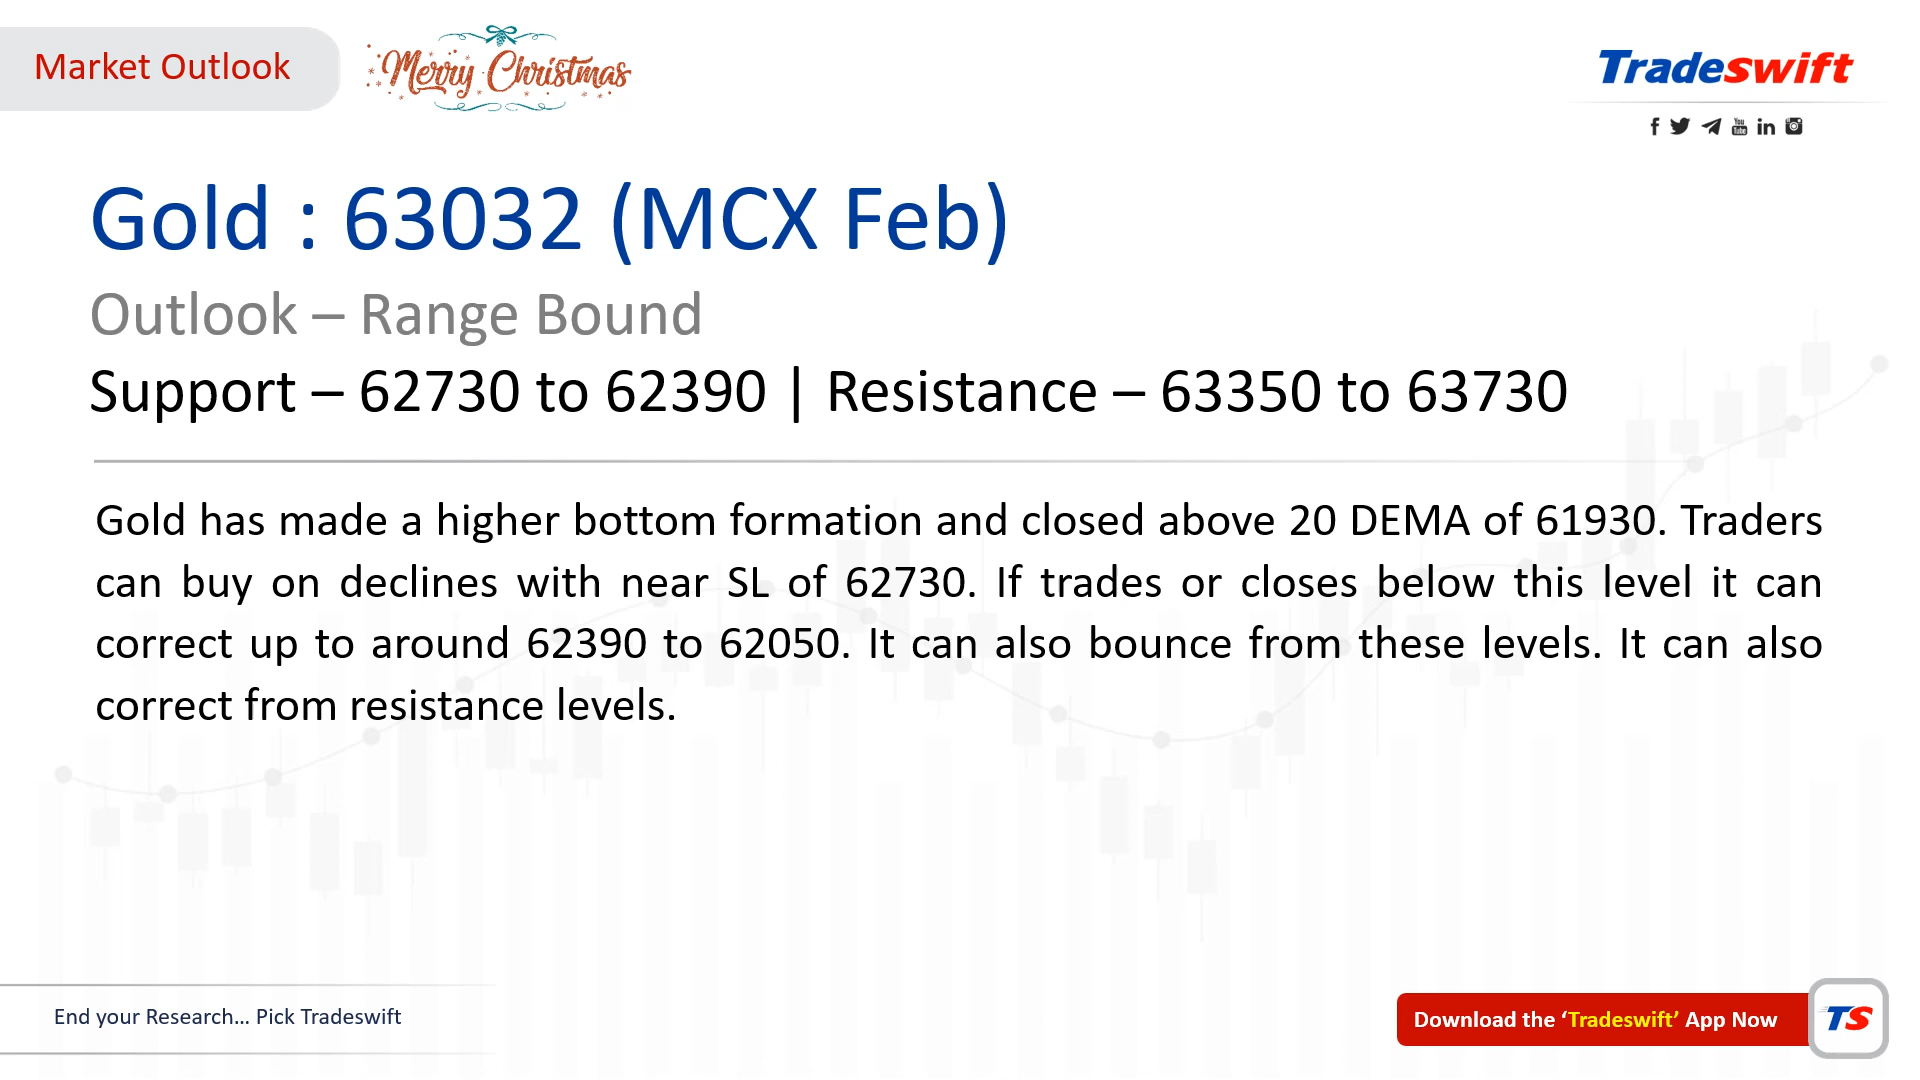 Market Outlook
Merry Christmas
Tradeswift
You
Tube
Gold : 63032 (MCX Feb)
Outlook – Range Bound
Support – 62730 to 62390 | Resistance – 63350 to 63730
Gold has made a higher bottom formation and closed above 20 DEMA of 61930. Traders
can buy on declines with near SL of 62730. If trades or closes below this level it can
correct up to around 62390 to 62050. It can also bounce from these levels. It can also
correct from resistance levels.
End your Research... Pick Tradeswift
Download the ‘Tradeswift’ App Now
TS